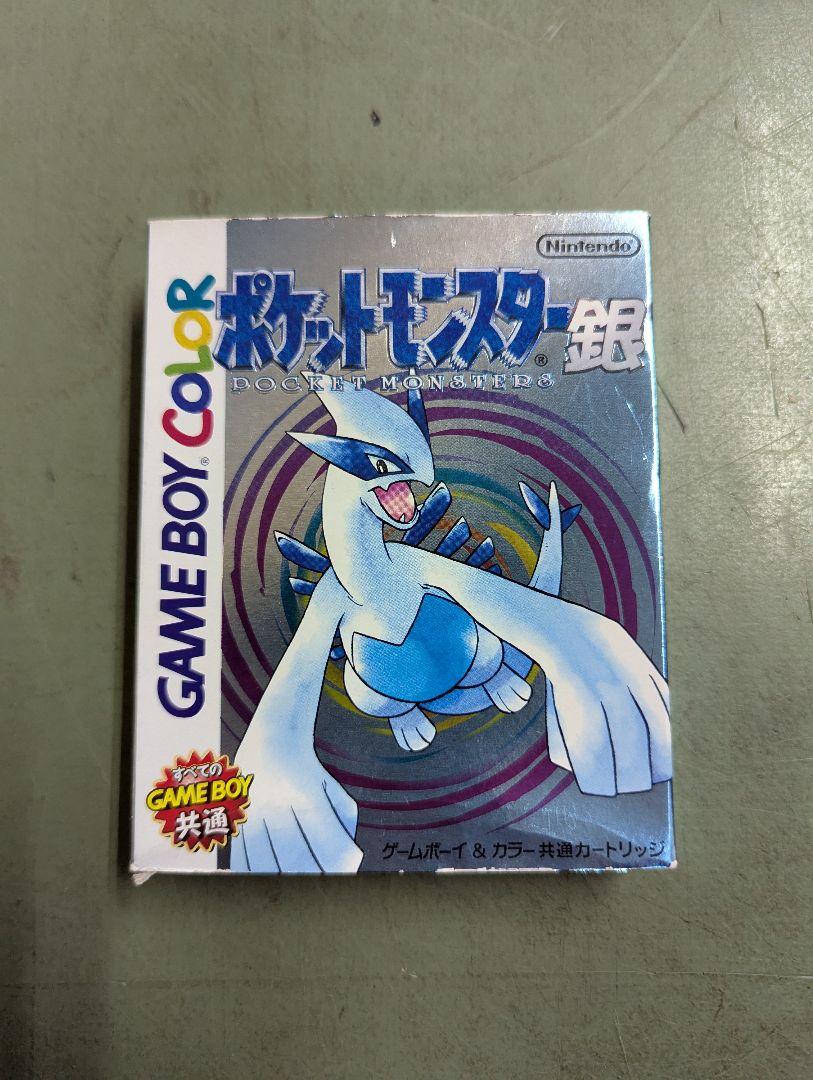 Nintendo®
ポケットモンスター®銀
POCKET MONSTERS
GAME BOY® COLOR
すべての
GAME BOY
共通
ゲームボーイ & カラー 共通カートリッジ